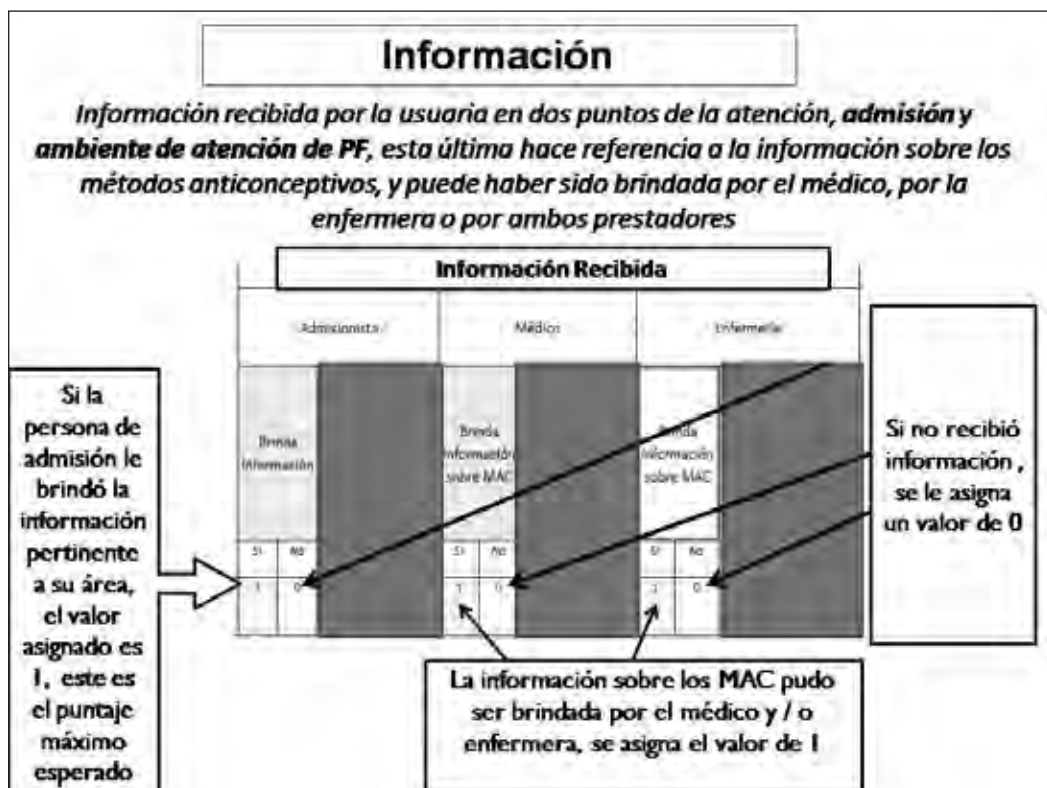 Información
Información recibida por la usuaria en dos puntos de la atención, admisión y
ambiente de atención de PF, esta última hace referencia a la información sobre los
métodos anticonceptivos, y puede haber sido brindada por el médico, por la
enfermera o por ambos prestadores
Información Recibida
Admisionista
Médico
Enfermería
Brinda
Información
Brinda
Información
sobre MAC
Brinda
Información
sobre MAC
Si No
Si No
Si No
1 0
1 0
1 0
Si la
persona de
admisión le
brindó la
información
pertinente
a su área,
el valor
asignado es
1, este es
el puntaje
máximo
esperado
Si no recibió
información ,
se le asigna
un valor de 0
La información sobre los MAC pudo
ser brindada por el médico y / o
enfermera, se asigna el valor de 1